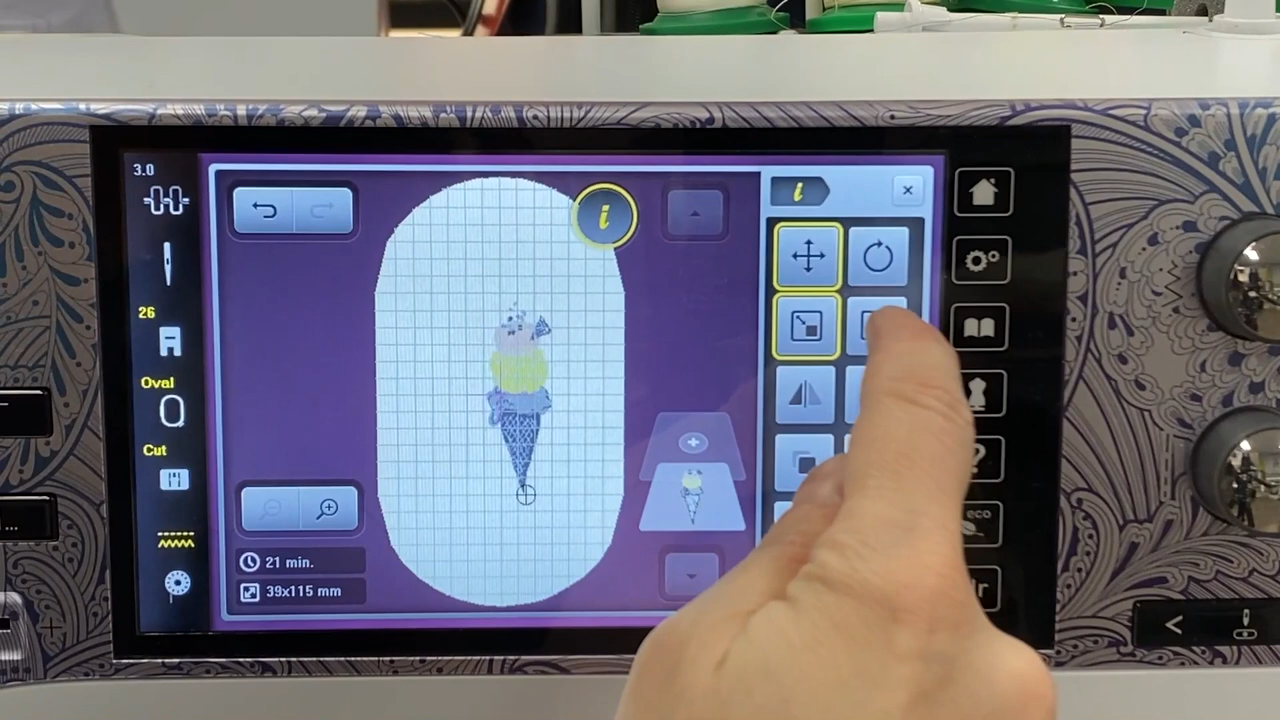 3.0
26
Oval
Cut
i
i
21 min.
39x115 mm
?
eco
...
<